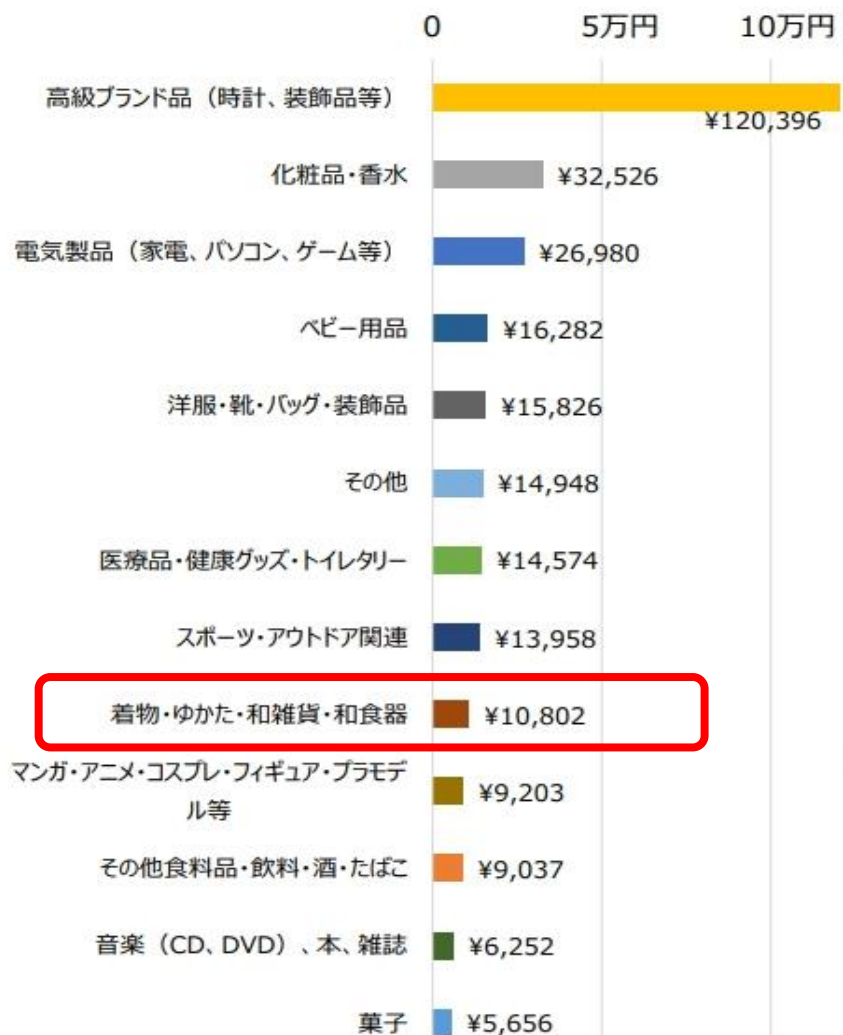 0 5万円 10万円
高級ブランド品（時計、装飾品等）
¥120,396
化粧品・香水 ¥32,526
電気製品（家電、パソコン、ゲーム等） ¥26,980
ベビー用品 ¥16,282
洋服・靴・バッグ・装飾品 ¥15,826
その他 ¥14,948
医療品・健康グッズ・トイレタリー ¥14,574
スポーツ・アウトドア関連 ¥13,958
着物・ゆかた・和雑貨・和食器 ¥10,802
マンガ・アニメ・コスプレ・フィギュア・プラモデ
ル等 ¥9,203
その他食料品・飲料・酒・たばこ ¥9,037
音楽（CD、DVD）、本、雑誌 ¥6,252
菓子 ¥5,656